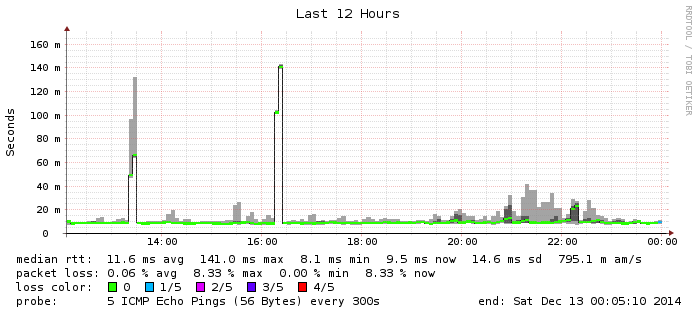 Last 12 Hours
RRDTOOL / TOBI OETIKER
Seconds
160 m
140 m
120 m
100 m
80 m
60 m
40 m
20 m
0
14:00 16:00 18:00 20:00 22:00 00:00
median rtt: 11.6 ms avg 141.0 ms max 8.1 ms min 9.5 ms now 14.6 ms sd 795.1 m am/s
packet loss: 0.06 % avg 8.33 % max 0.00 % min 8.33 % now
loss color: 0 1/5 2/5 3/5 4/5
probe: 5 ICMP Echo Pings (56 Bytes) every 300s end: Sat Dec 13 00:05:10 2014